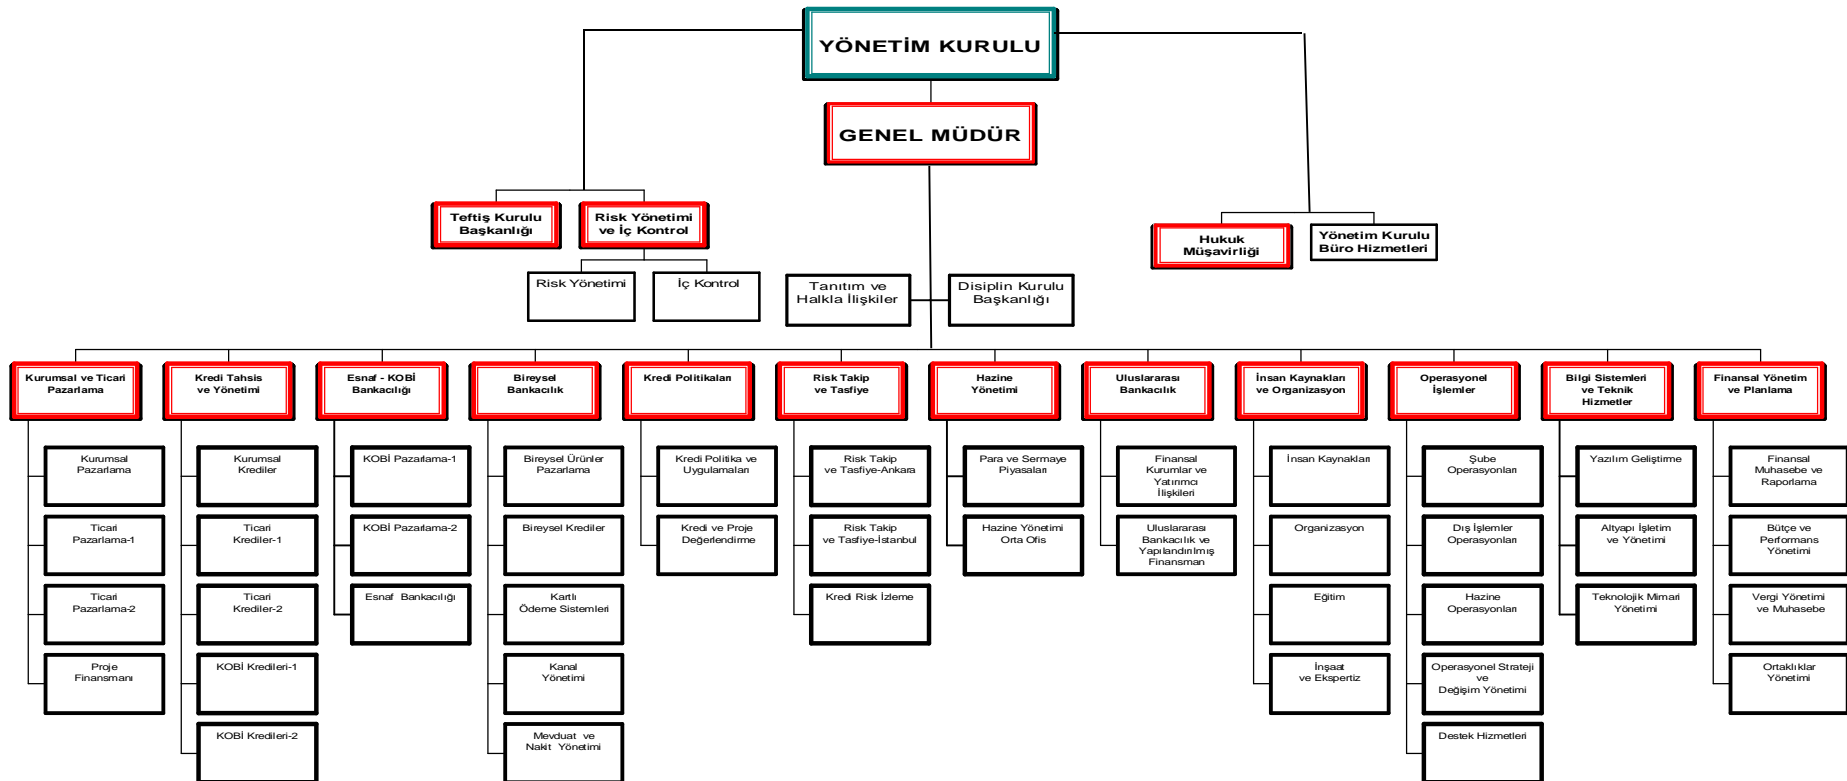 YÖNETİM KURULU
GENEL MÜDÜR
Teftiş Kurulu
Başkanlığı
Risk Yönetimi
ve İç Kontrol
Hukuk
Müşavirliği
Yönetim Kurulu
Büro Hizmetleri
Risk Yönetimi
İç Kontrol
Tanıtım ve
Halkla İlişkiler
Disiplin Kurulu
Başkanlığı
Kurumsal ve Ticari
Pazarlama
Kredi Tahsis
ve Yönetimi
Esnaf - KOBİ
Bankacılığı
Bireysel
Bankacılık
Kredi Politikaları
Risk Takip
ve Tasfiye
Hazine
Yönetimi
Uluslararası
Bankacılık
İnsan Kaynakları
ve Organizasyon
Operasyonel
İşlemler
Bilgi Sistemleri
ve Teknik
Hizmetler
Finansal Yönetim
ve Planlama
Kurumsal
Pazarlama
Ticari
Pazarlama-1
Ticari
Pazarlama-2
Proje
Finansmanı
Kurumsal
Krediler
Ticari
Krediler-1
Ticari
Krediler-2
KOBİ Kredileri-1
KOBİ Kredileri-2
KOBİ Pazarlama-1
KOBİ Pazarlama-2
Esnaf Bankacılığı
Bireysel Ürünler
Pazarlama
Bireysel Krediler
Kartlı
Ödeme Sistemleri
Kanal
Yönetimi
Mevduat ve
Nakit Yönetimi
Kredi Politika ve
Uygulamaları
Kredi ve Proje
Değerlendirme
Risk Takip
ve Tasfiye-Ankara
Risk Takip
ve Tasfiye-İstanbul
Kredi Risk İzleme
Para ve Sermaye
Piyasaları
Hazine Yönetimi
Orta Ofis
Finansal
Kurumlar ve
Yatırımcı
İlişkileri
Uluslararası
Bankacılık ve
Yapılandırılmış
Finansman
İnsan Kaynakları
Organizasyon
Eğitim
İnşaat
ve Ekspertiz
Şube
Operasyonları
Dış İşlemler
Operasyonları
Hazine
Operasyonları
Operasyonel Strateji
ve
Değişim Yönetimi
Destek Hizmetleri
Yazılım Geliştirme
Altyapı İşletim
ve Yönetimi
Teknolojik Mimari
Yönetimi
Finansal
Muhasebe ve
Raporlama
Bütçe ve
Performans
Yönetimi
Vergi Yönetimi
ve Muhasebe
Ortaklıklar
Yönetimi